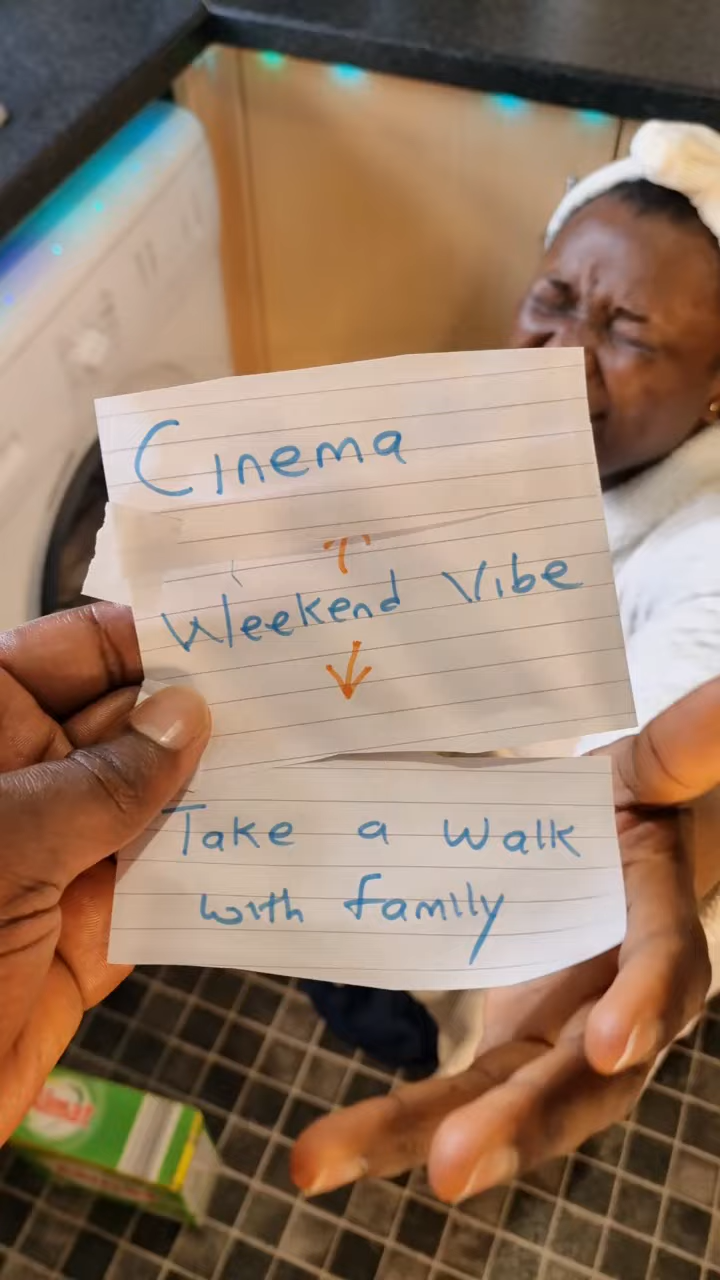 Cinema
↑
Weekend Vibe
↓
Take a Walk
with family